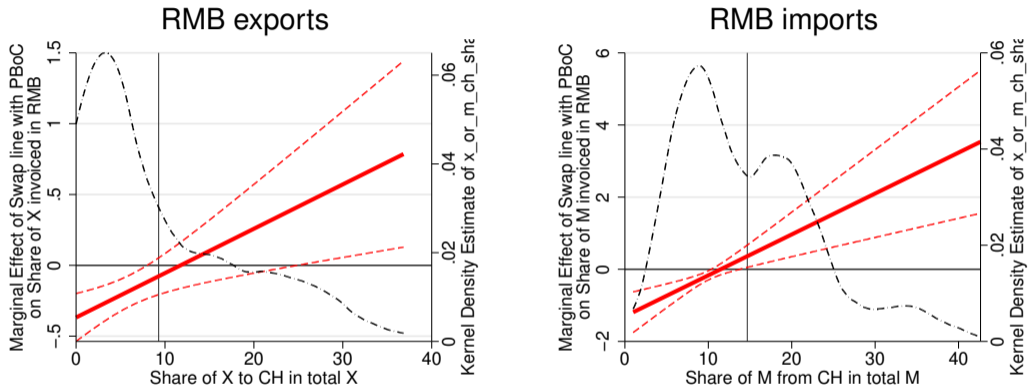 RMB exports
Marginal Effect of Swap line with PBoC
on Share of X invoiced in RMB
1.5
1
.5
0
-.5
.06
.04
.02
0
Kernel Density Estimate of x_or_m_ch_sha
0 10 20 30 40
Share of X to CH in total X
RMB imports
Marginal Effect of Swap line with PBoC
on Share of M invoiced in RMB
6
4
2
0
-2
.06
.04
.02
0
Kernel Density Estimate of x_or_m_ch_sha
0 10 20 30 40
Share of M from CH in total M